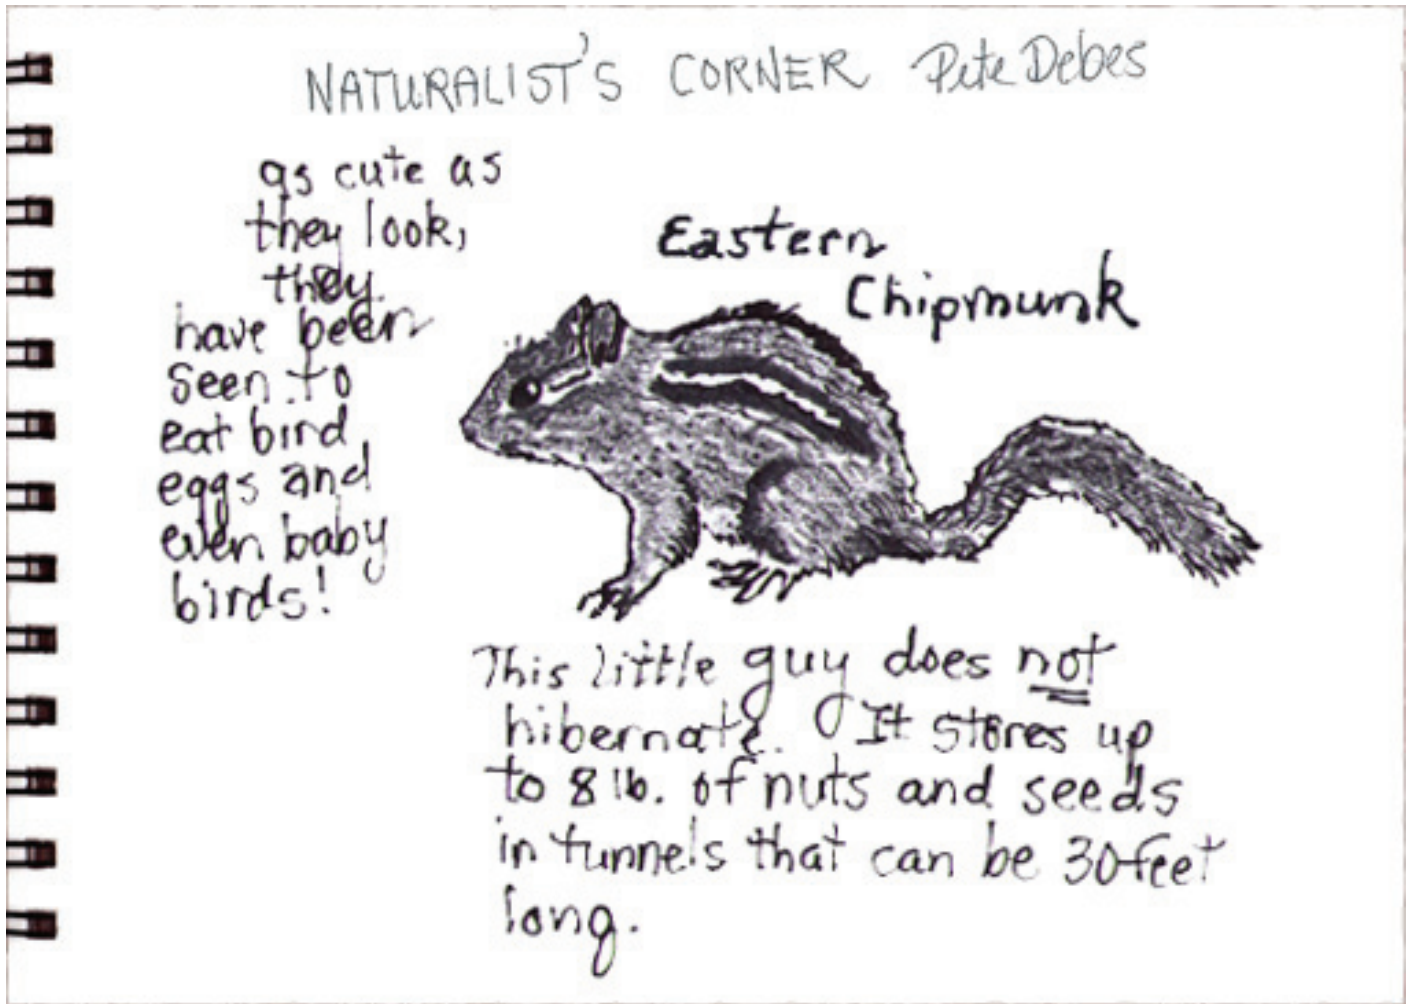 NATURALIST'S CORNER Pete Debes
as cute as
they look,
they
have been
seen to
eat bird
eggs and
even baby
birds!
Eastern
Chipmunk
This little guy does not
hibernate. It stores up
to 8 lb. of nuts and seeds
in tunnels that can be 30 feet
long.